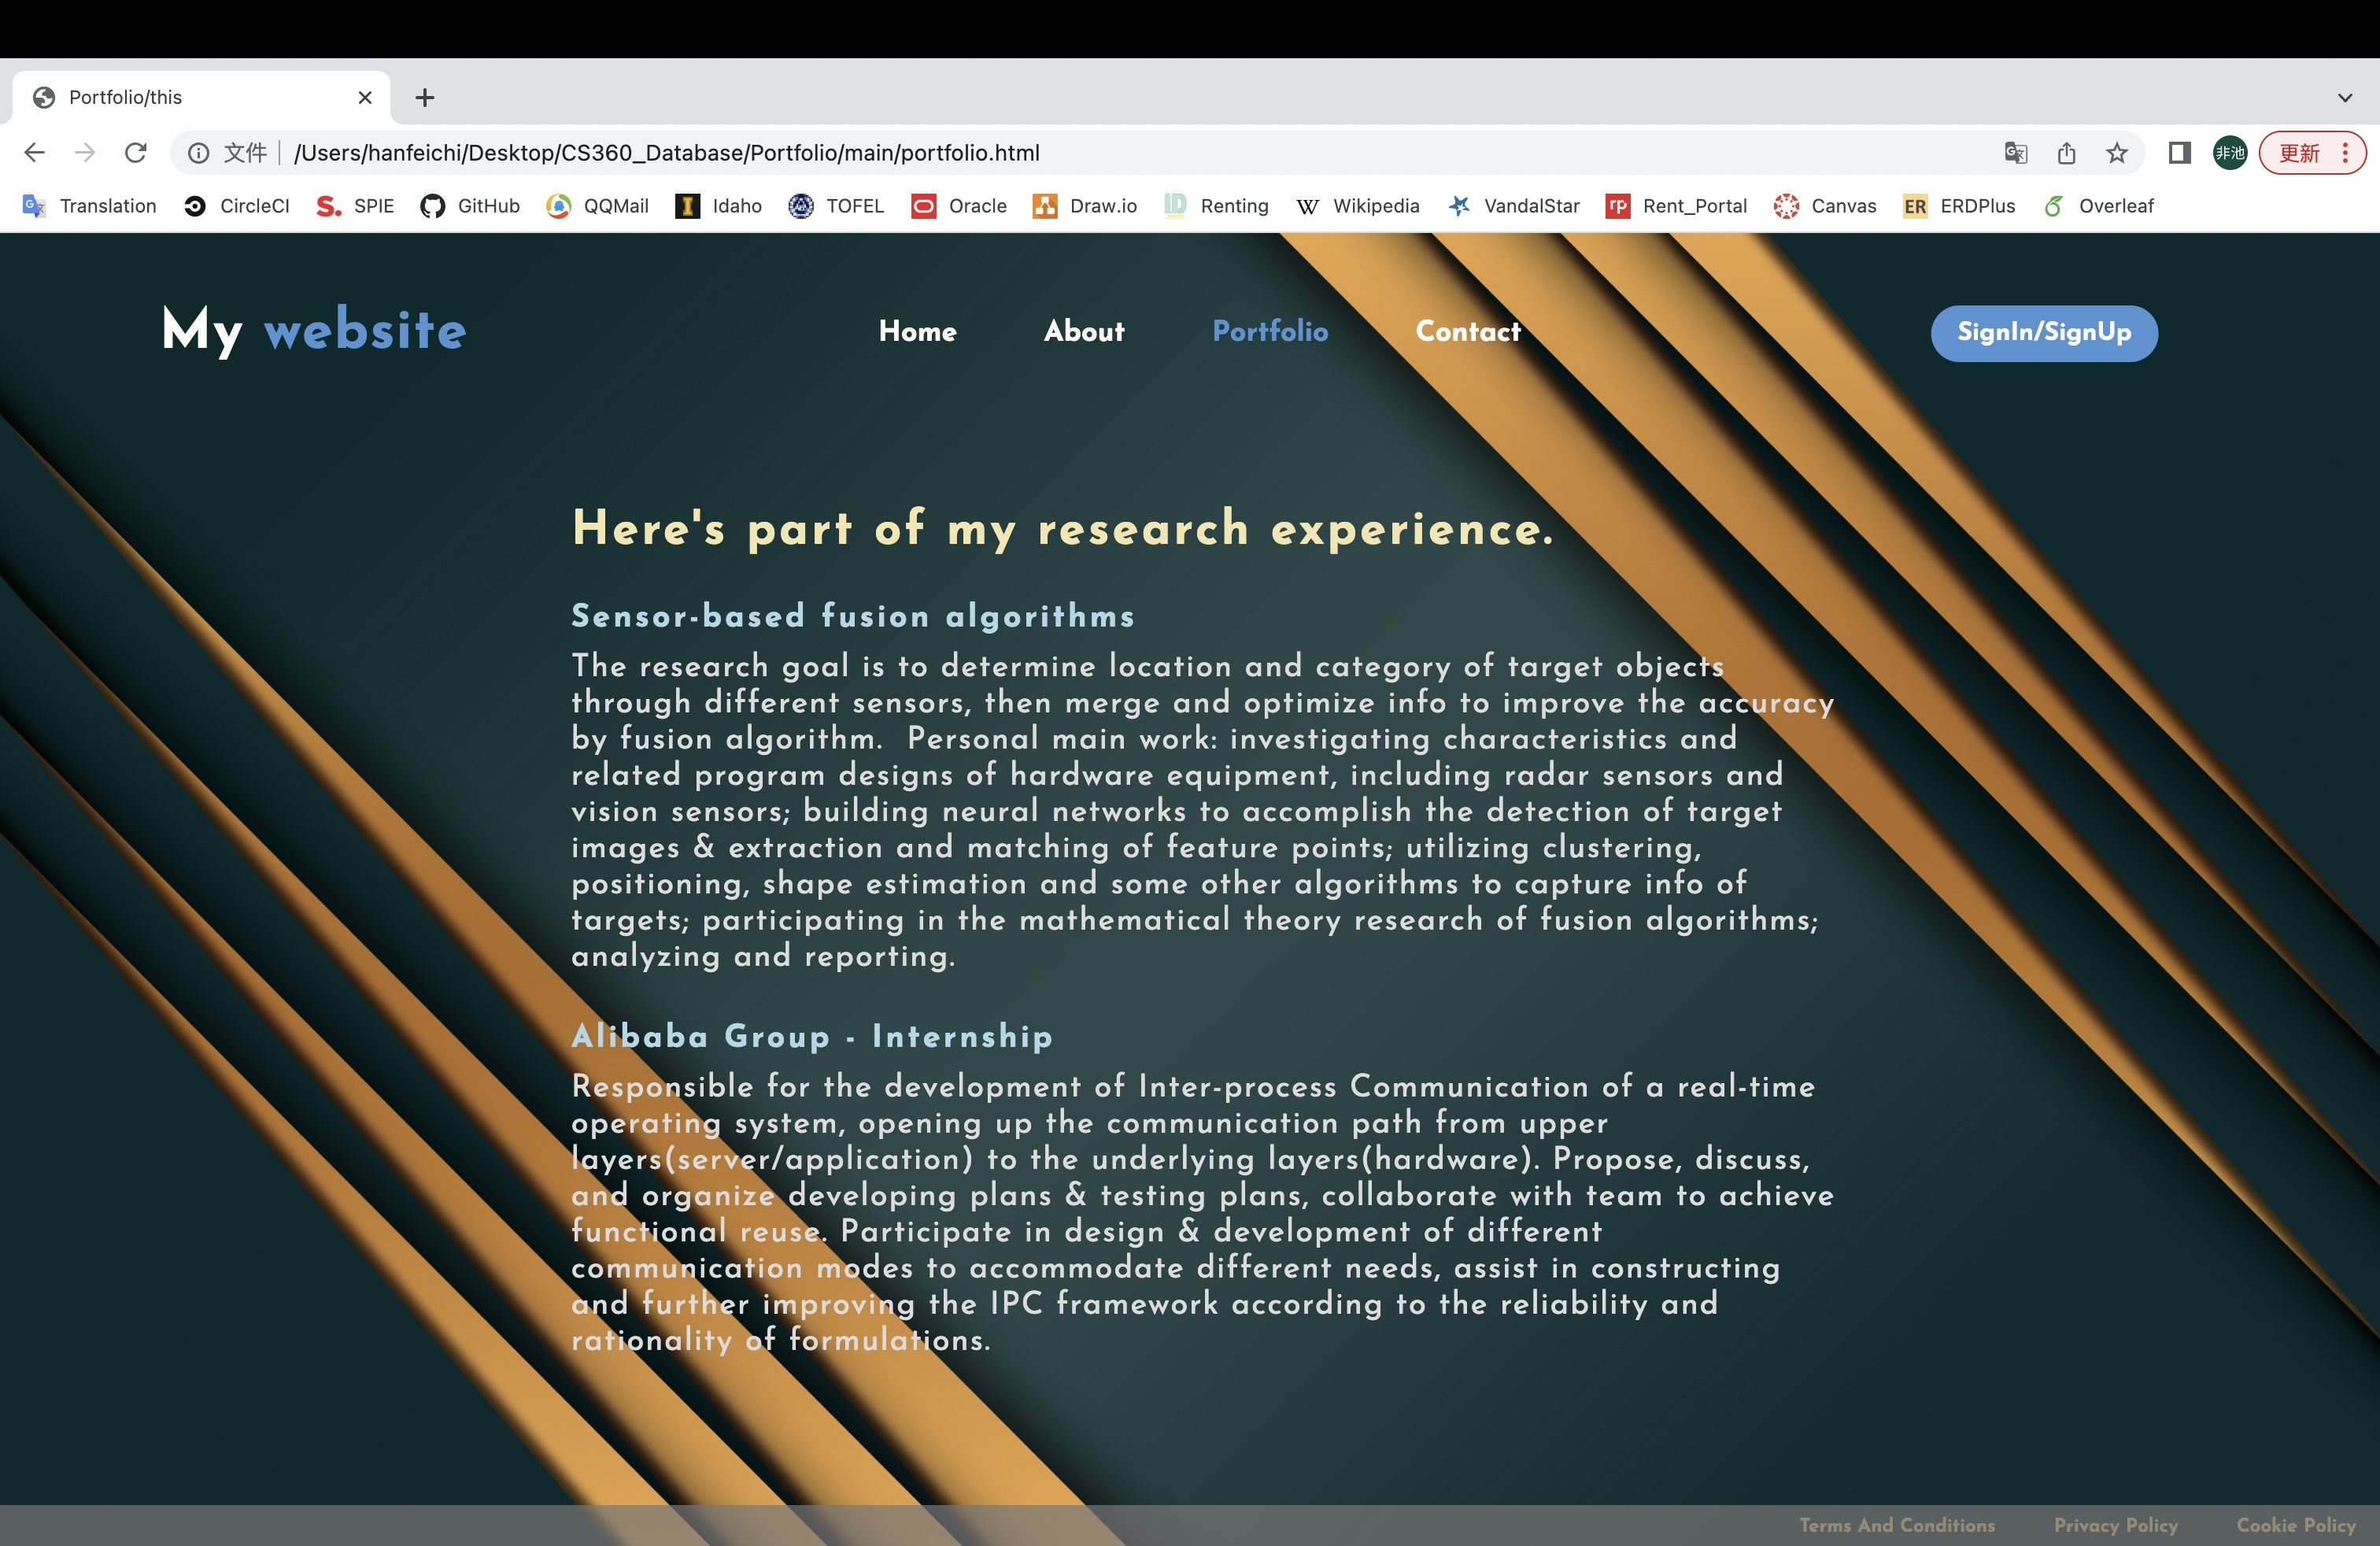 Portfolio/this
文件 /Users/hanfeichi/Desktop/CS360_Database/Portfolio/main/portfolio.html 非池 更新
Translation CircleCI S. SPIE GitHub QQMail I Idaho TOFEL Oracle Draw.io ID Renting W Wikipedia VandalStar rp Rent_Portal Canvas ER ERDPlus Overleaf
My website Home About Portfolio Contact SignIn/SignUp
Here's part of my research experience.
Sensor-based fusion algorithms
The research goal is to determine location and category of target objects
through different sensors, then merge and optimize info to improve the accuracy
by fusion algorithm.  Personal main work: investigating characteristics and
related program designs of hardware equipment, including radar sensors and
vision sensors; building neural networks to accomplish the detection of target
images & extraction and matching of feature points; utilizing clustering,
positioning, shape estimation and some other algorithms to capture info of
targets; participating in the mathematical theory research of fusion algorithms;
analyzing and reporting.
Alibaba Group - Internship
Responsible for the development of Inter-process Communication of a real-time
operating system, opening up the communication path from upper
layers(server/application) to the underlying layers(hardware). Propose, discuss,
and organize developing plans & testing plans, collaborate with team to achieve
functional reuse. Participate in design & development of different
communication modes to accommodate different needs, assist in constructing
and further improving the IPC framework according to the reliability and
rationality of formulations.
Terms And Conditions Privacy Policy Cookie Policy